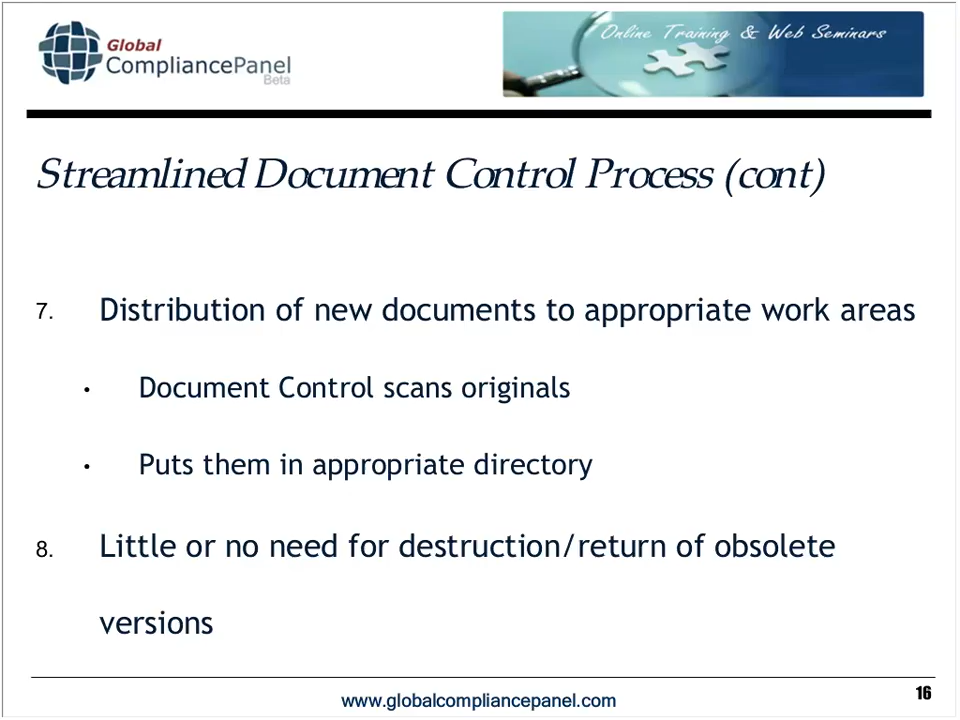 Global
CompliancePanel
Beta
Online Training & Web Seminars
Streamlined Document Control Process (cont)
7. Distribution of new documents to appropriate work areas
• Document Control scans originals
• Puts them in appropriate directory
8. Little or no need for destruction/return of obsolete
versions
www.globalcompliancepanel.com
16